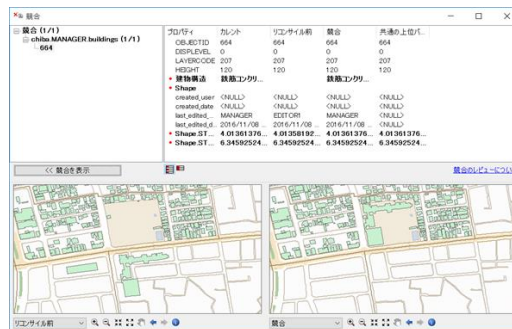 競合
競合 (1/1)
chiba.MANAGER.buildings (1/1)
664
プロパティ カレント リコンサイル前 競合 共通の上位バ...
OBJECTID 664 664 664 664
DISPLEVEL 0 0 0 0
LAYERCODE 207 207 207 207
HEIGHT 120 120 120 120
建物構造 鉄筋コンクリ... 鉄筋コンクリ...
Shape
created_user <NULL> <NULL> <NULL> <NULL>
created_date <NULL> <NULL> <NULL> <NULL>
last_edited_... MANAGER EDITOR1 MANAGER <NULL>
last_edited_d... 2016/11/08 ... 2016/11/08 ... 2016/11/08 ... <NULL>
Shape.ST... 4.01361376... 4.01358192... 4.01361376... 4.01361376...
Shape.ST... 6.34592524... 6.34592524... 6.34592524... 6.34592524...
<< 競合を表示
競合のレビューについ
リコンサイル前
競合